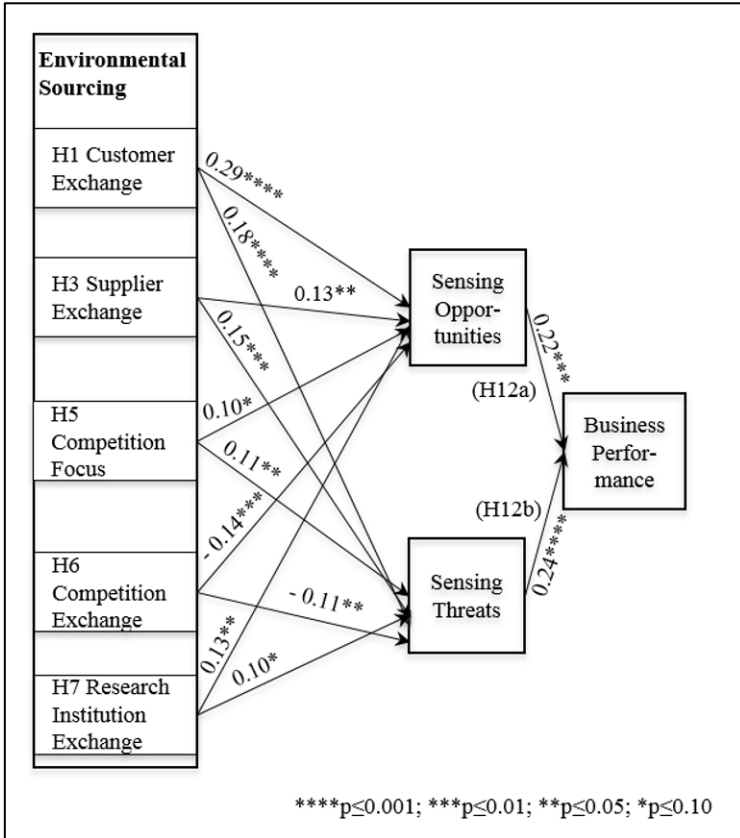 Environmental
Sourcing
H1 Customer
Exchange
H3 Supplier
Exchange
H5
Competition
Focus
H6
Competition
Exchange
H7 Research
Institution
Exchange
0.29****
0.18****
0.13**
0.15***
0.10*
0.11**
- 0.14***
- 0.11**
0.13**
0.10*
Sensing
Oppor-
tunities
Sensing
Threats
0.22***
(H12a)
(H12b)
0.24****
Business
Perfor-
mance
****p≤0.001; ***p≤0.01; **p≤0.05; *p≤0.10